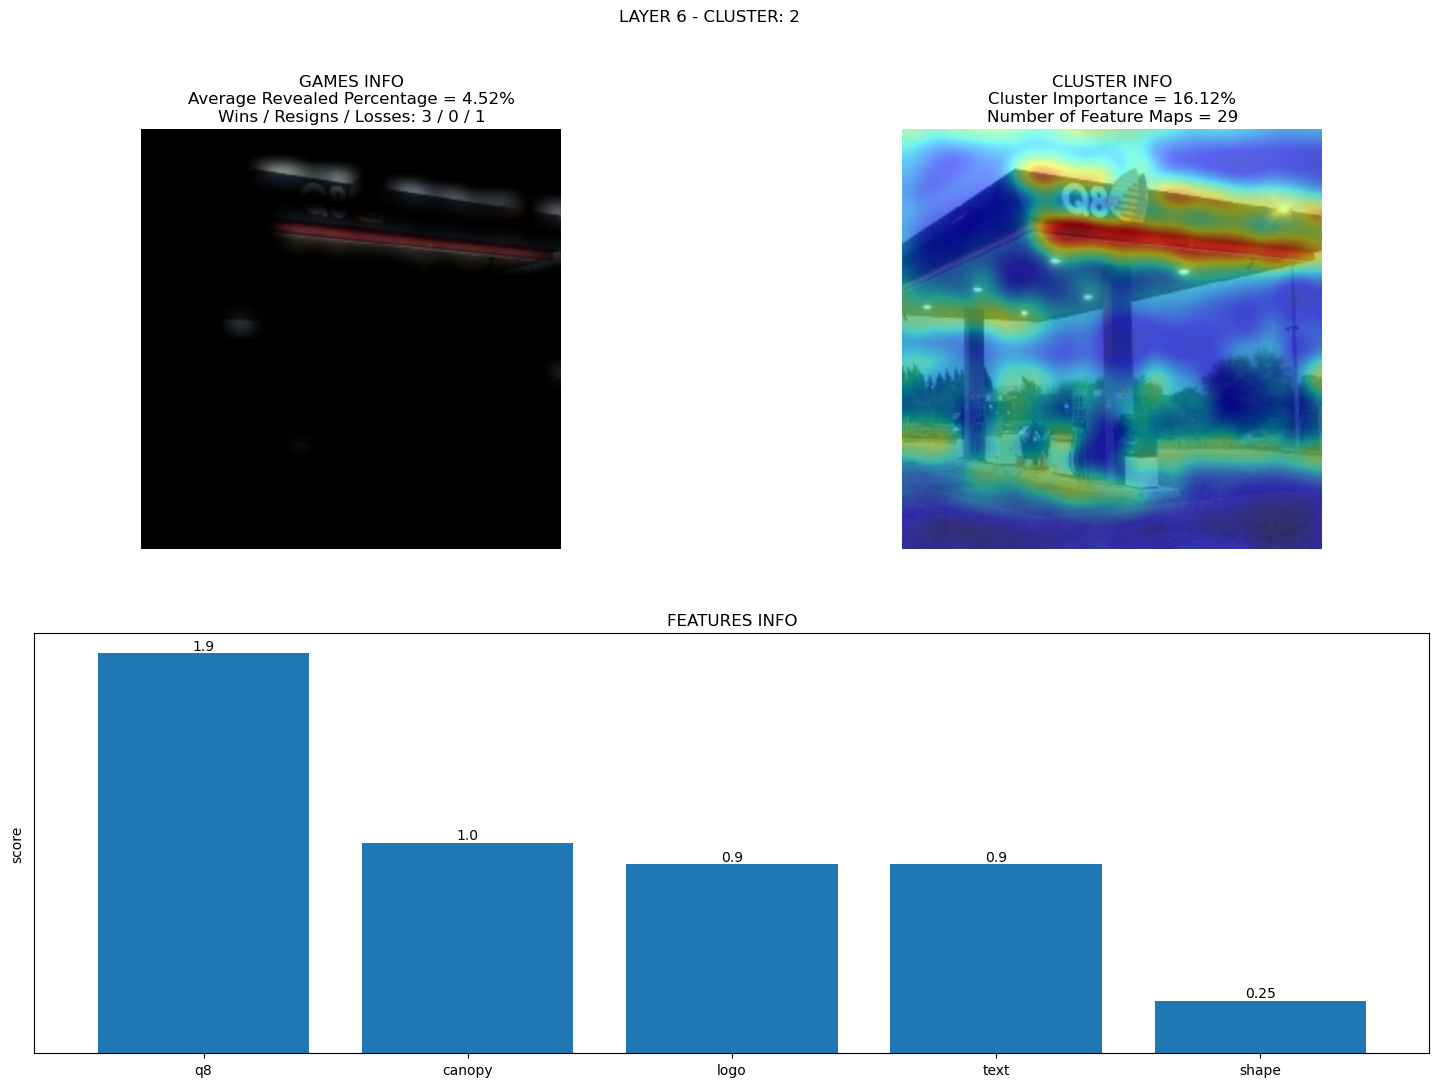 LAYER 6 - CLUSTER: 2
GAMES INFO
Average Revealed Percentage = 4.52%
Wins / Resigns / Losses: 3 / 0 / 1
Q8
CLUSTER INFO
Cluster Importance = 16.12%
Number of Feature Maps = 29
Q8
FEATURES INFO
score
1.9
1.0
0.9
0.9
0.25
q8
canopy
logo
text
shape